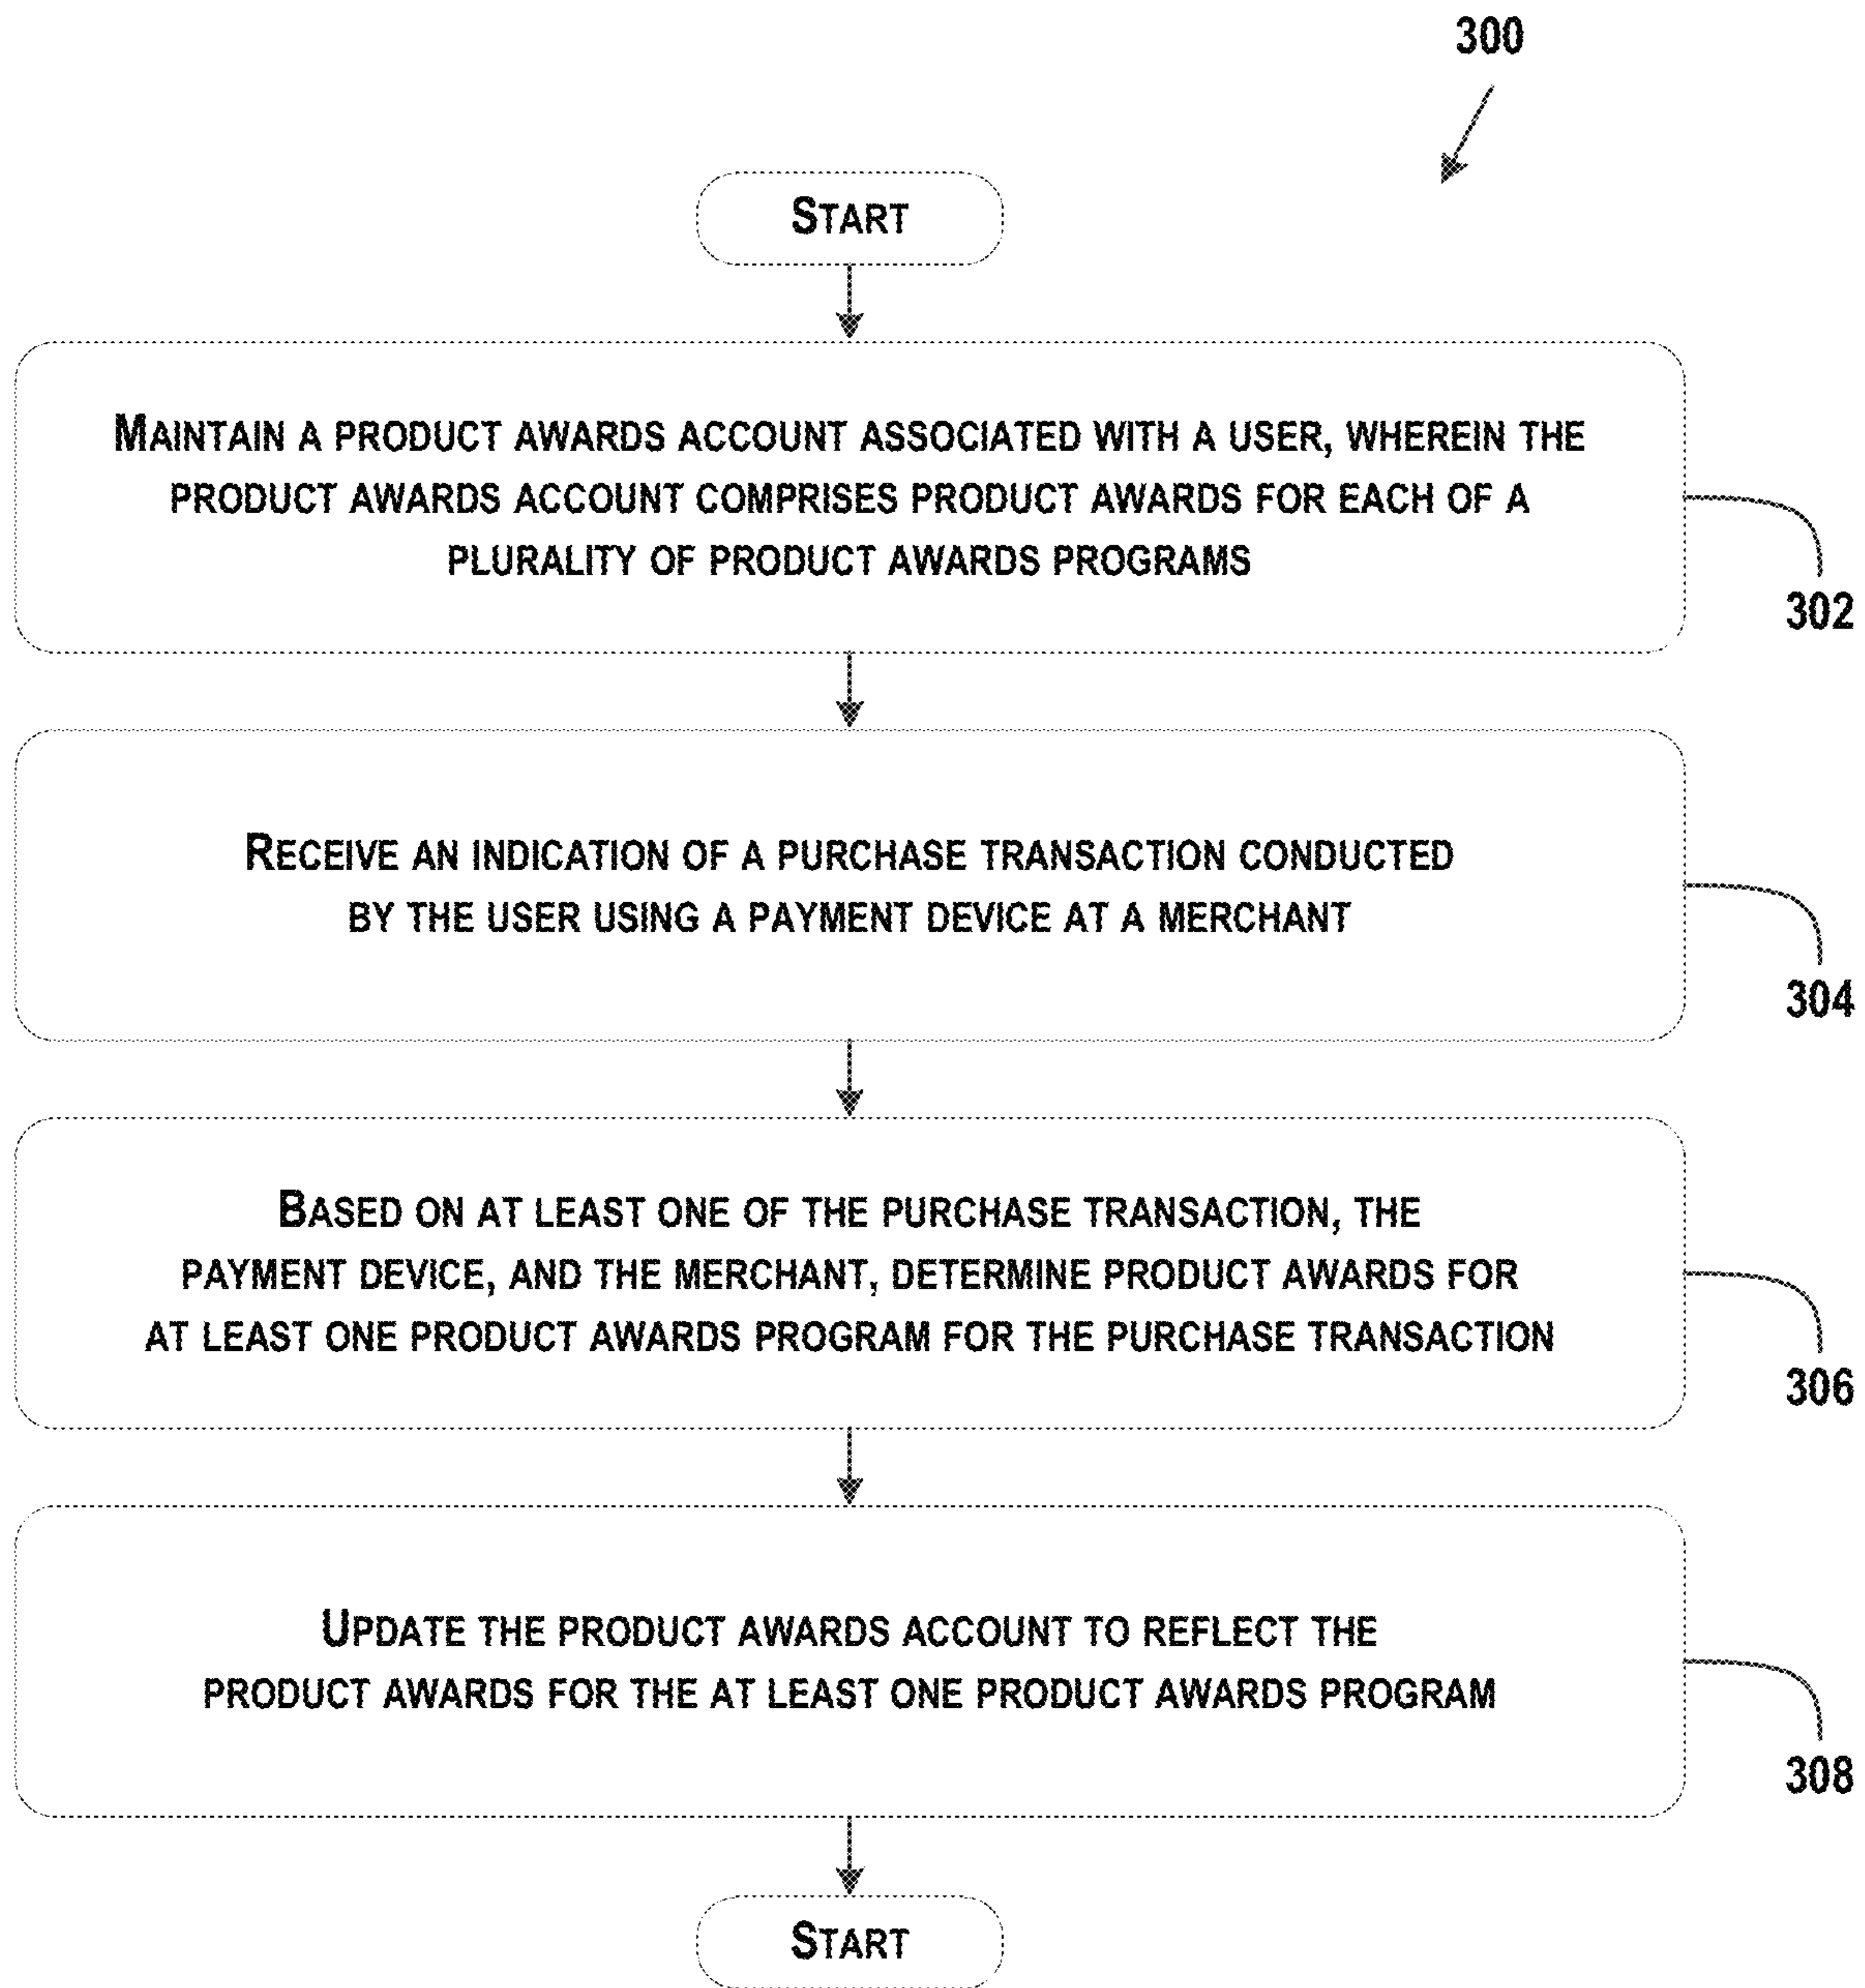 300
START
MAINTAIN A PRODUCT AWARDS ACCOUNT ASSOCIATED WITH A USER, WHEREIN THE
PRODUCT AWARDS ACCOUNT COMPRISES PRODUCT AWARDS FOR EACH OF A
PLURALITY OF PRODUCT AWARDS PROGRAMS
302
RECEIVE AN INDICATION OF A PURCHASE TRANSACTION CONDUCTED
BY THE USER USING A PAYMENT DEVICE AT A MERCHANT
304
BASED ON AT LEAST ONE OF THE PURCHASE TRANSACTION, THE
PAYMENT DEVICE, AND THE MERCHANT, DETERMINE PRODUCT AWARDS FOR
AT LEAST ONE PRODUCT AWARDS PROGRAM FOR THE PURCHASE TRANSACTION
306
UPDATE THE PRODUCT AWARDS ACCOUNT TO REFLECT THE
PRODUCT AWARDS FOR THE AT LEAST ONE PRODUCT AWARDS PROGRAM
308
START